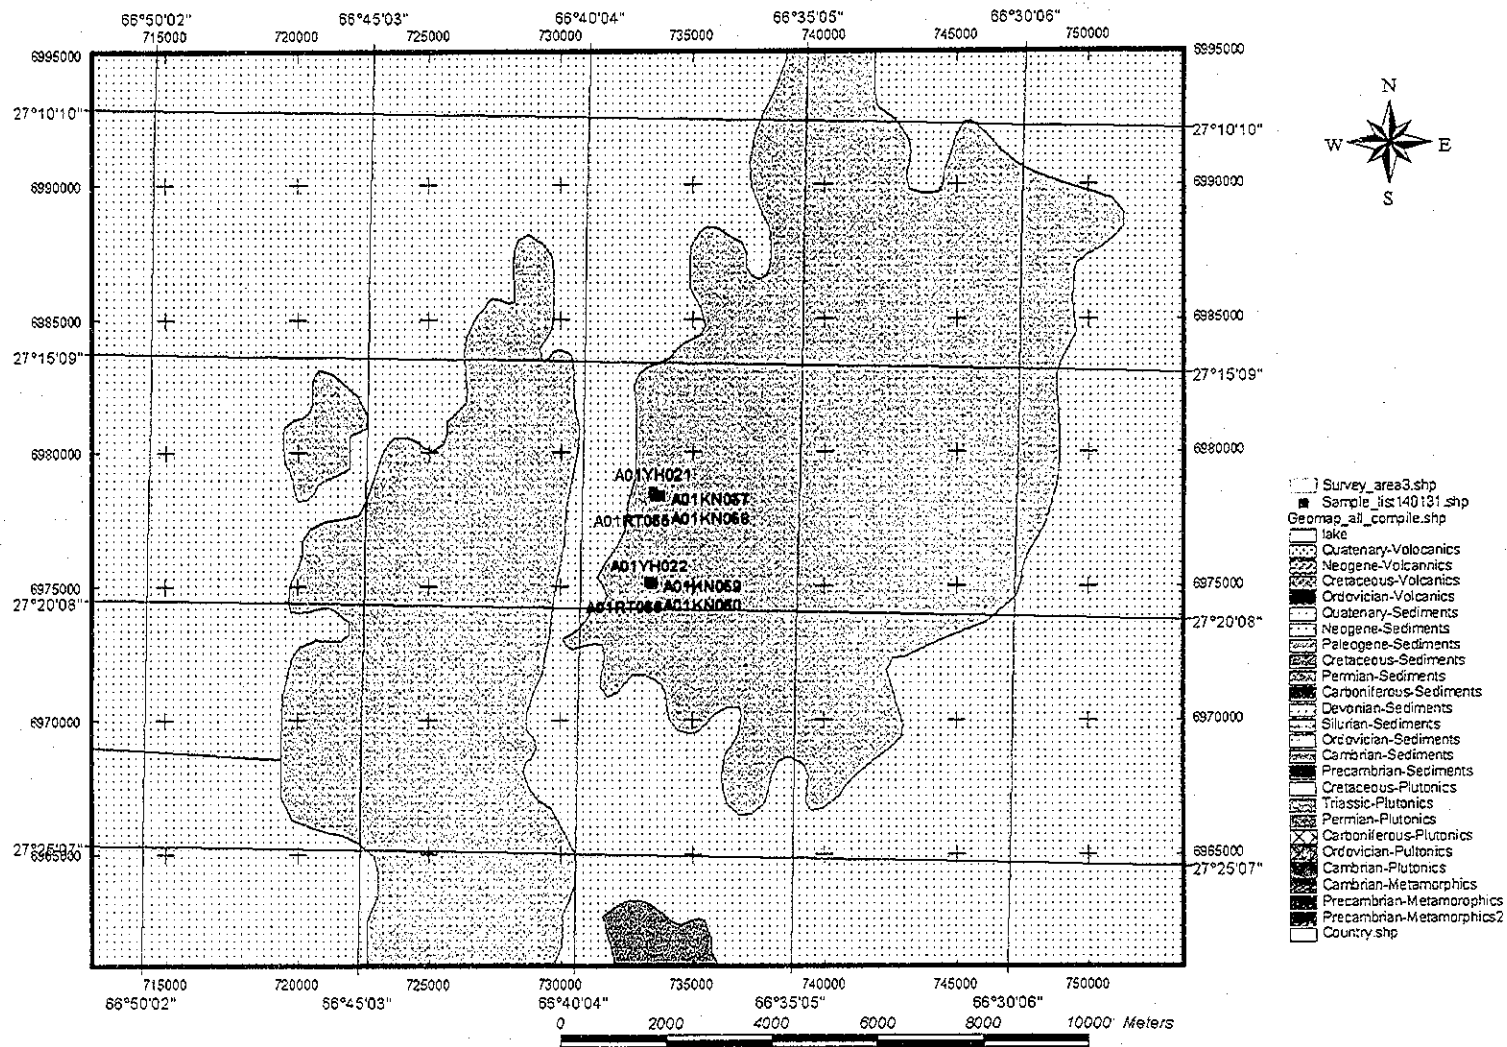 66°50'02" 66°45'03" 66°40'04" 66°35'05" 66°30'06"
715000 720000 725000 730000 735000 740000 745000 750000
6995000 6995000
27°10'10" 27°10'10"
6990000 6990000
6985000 6985000
27°15'09" 27°15'09"
6980000 6980000
A01YH021
A01KN057
A01RT065 A01KN058
A01YH022
6975000 A01KN059 6975000
27°20'08" A01KN060 27°20'08"
6970000 6970000
6965000
27°25'07"
715000 720000 725000 730000 735000 740000 745000 750000
66°50'02" 66°45'03" 66°40'04" 66°35'05" 66°30'06"
0 2000 4000 6000 8000 10000 Meters
N
W E
S
Survey_area3.shp
Sample_list140131.shp
Geomap_all_compile.shp
lake
Quatenary-Volocanics
Neogene-Volcannics
Cretaceous-Volcanics
Ordovician-Volcanics
Quatenary-Sediments
Neogene-Sediments
Paleogene-Sediments
Cretaceous-Sediments
Permian-Sediments
Carboniferous-Sediments
Devonian-Sediments
Silurian-Sediments
Ordovician-Sediments
Cambrian-Sediments
Precambrian-Sediments
Cretaceous-Plutonics
Triassic-Plutonics
Permian-Plutonics
Carboniferous-Plutonics
Ordovician-Pultonics
Cambrian-Plutonics
Cambrian-Metamorphics
Precambrian-Metamorophics
Precambrian-Metamorphics2
Country.shp